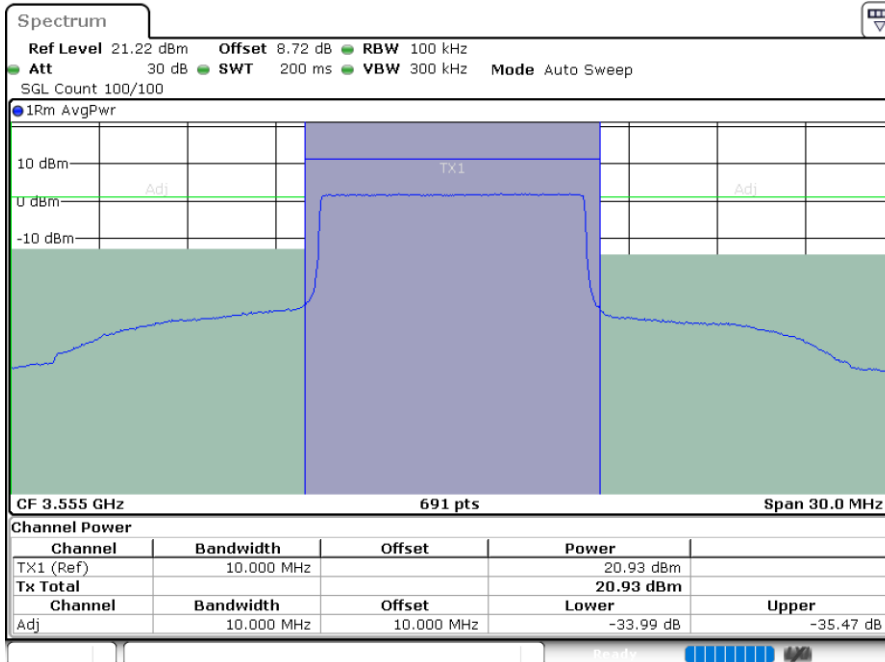 Spectrum
Ref Level 21.22 dBm Offset 8.72 dB RBW 100 kHz
Att 30 dB SWT 200 ms VBW 300 kHz Mode Auto Sweep
SGL Count 100/100
1Rm AvgPwr
10 dBm
TX1
Adj Adj
0 dBm
-10 dBm
CF 3.555 GHz 691 pts Span 30.0 MHz
Channel Power
Channel Bandwidth Offset Power
TX1 (Ref) 10.000 MHz 20.93 dBm
Tx Total 20.93 dBm
Channel Bandwidth Offset Lower Upper
Adj 10.000 MHz 10.000 MHz -33.99 dB -35.47 dB
Ready